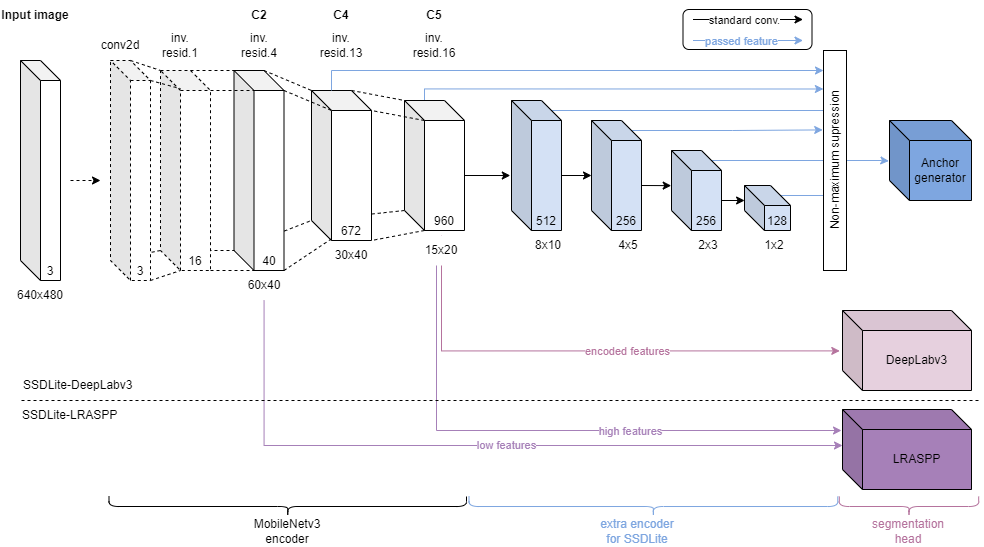 Input image
C2
C4
C5
conv2d
inv.
resid.1
inv.
resid.4
inv.
resid.13
inv.
resid.16
standard conv.
passed feature
3
3
16
40
672
960
512
256
256
128
640x480
60x40
30x40
15x20
8x10
4x5
2x3
1x2
Non-maximum supression
Anchor
generator
encoded features
DeepLabv3
SSDLite-DeepLabv3
SSDLite-LRASPP
high features
low features
LRASPP
MobileNetv3
encoder
extra encoder
for SSDLite
segmentation
head